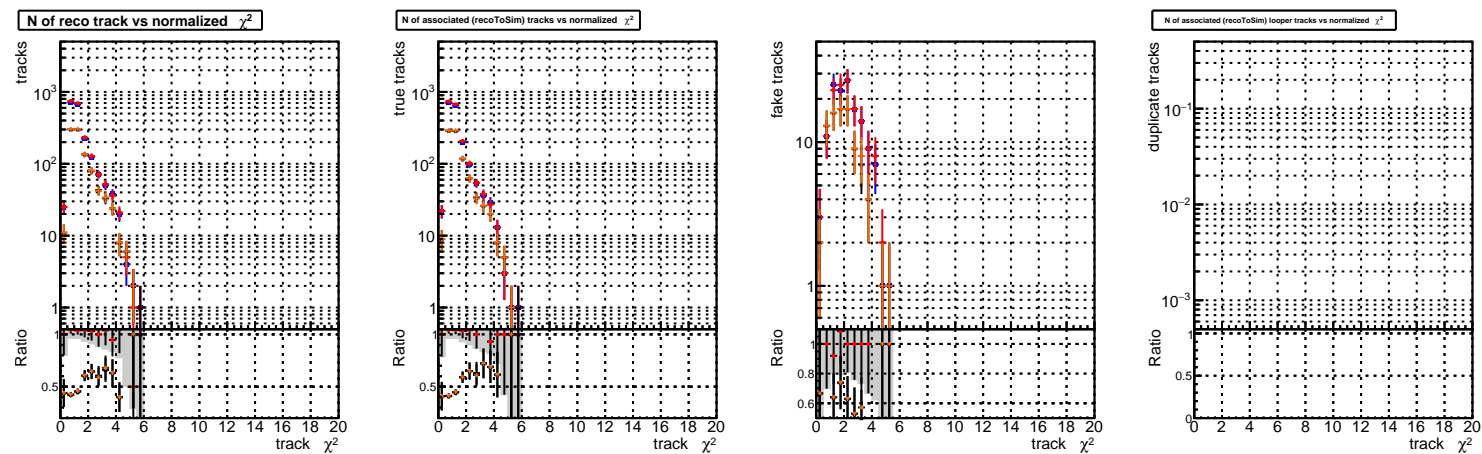 N of reco track vs normalized χ²
tracks
10³
10²
10
1
Ratio
1
0.5
0 2 4 6 8 10 12 14 16 18 20
track χ²
N of associated (recoToSim) tracks vs normalized χ²
true tracks
10³
10²
10
1
Ratio
1
0.5
0 2 4 6 8 10 12 14 16 18 20
track χ²
fake tracks
10
1
Ratio
1
0.8
0.6
0 2 4 6 8 10 12 14 16 18 20
track χ²
N of associated (recoToSim) looper tracks vs normalized χ²
duplicate tracks
10⁻¹
10⁻²
10⁻³
Ratio
1
0.5
0
0 2 4 6 8 10 12 14 16 18 20
track χ²